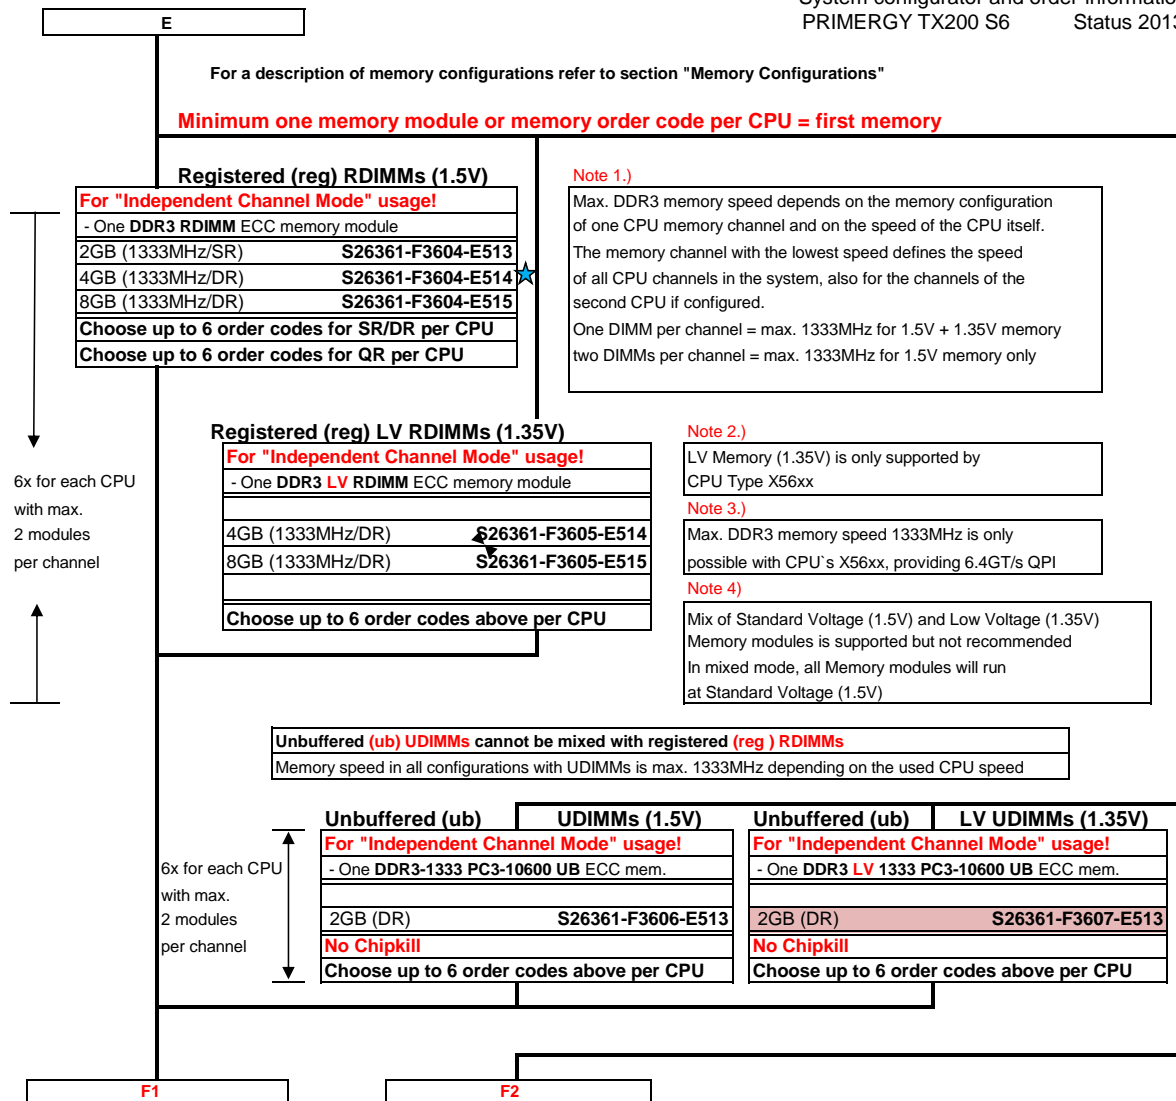 System configurator and order information
PRIMERGY TX200 S6 Status 2013
E
For a description of memory configurations refer to section "Memory Configurations"
Minimum one memory module or memory order code per CPU = first memory
Registered (reg) RDIMMs (1.5V)
For "Independent Channel Mode" usage!
- One DDR3 RDIMM ECC memory module
2GB (1333MHz/SR) S26361-F3604-E513
4GB (1333MHz/DR) S26361-F3604-E514
8GB (1333MHz/DR) S26361-F3604-E515
Choose up to 6 order codes for SR/DR per CPU
Choose up to 6 order codes for QR per CPU
Note 1.)
Max. DDR3 memory speed depends on the memory configuration
of one CPU memory channel and on the speed of the CPU itself.
The memory channel with the lowest speed defines the speed
of all CPU channels in the system, also for the channels of the
second CPU if configured.
One DIMM per channel = max. 1333MHz for 1.5V + 1.35V memory
two DIMMs per channel = max. 1333MHz for 1.5V memory only
6x for each CPU
with max.
2 modules
per channel
Registered (reg) LV RDIMMs (1.35V)
For "Independent Channel Mode" usage!
- One DDR3 LV RDIMM ECC memory module
4GB (1333MHz/DR) S26361-F3605-E514
8GB (1333MHz/DR) S26361-F3605-E515
Choose up to 6 order codes above per CPU
Note 2.)
LV Memory (1.35V) is only supported by
CPU Type X56xx
Note 3.)
Max. DDR3 memory speed 1333MHz is only
possible with CPU`s X56xx, providing 6.4GT/s QPI
Note 4)
Mix of Standard Voltage (1.5V) and Low Voltage (1.35V)
Memory modules is supported but not recommended
In mixed mode, all Memory modules will run
at Standard Voltage (1.5V)
Unbuffered (ub) UDIMMs cannot be mixed with registered (reg ) RDIMMs
Memory speed in all configurations with UDIMMs is max. 1333MHz depending on the used CPU speed
6x for each CPU
with max.
2 modules
per channel
Unbuffered (ub) UDIMMs (1.5V)
For "Independent Channel Mode" usage!
- One DDR3-1333 PC3-10600 UB ECC mem.
2GB (DR) S26361-F3606-E513
No Chipkill
Choose up to 6 order codes above per CPU
Unbuffered (ub) LV UDIMMs (1.35V)
For "Independent Channel Mode" usage!
- One DDR3 LV 1333 PC3-10600 UB ECC mem.
2GB (DR) S26361-F3607-E513
No Chipkill
Choose up to 6 order codes above per CPU
F1
F2